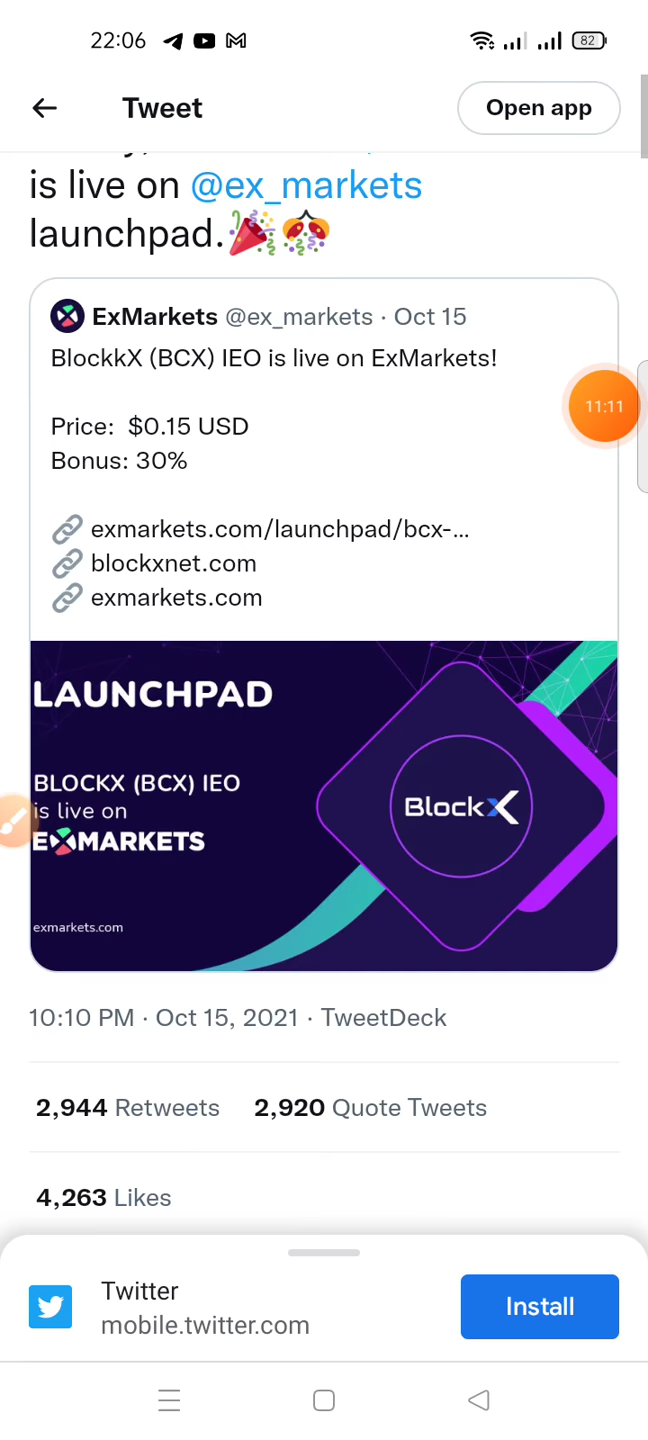 22:06
82
Tweet
Open app
is live on @ex_markets
launchpad.🎉🎊
ExMarkets @ex_markets · Oct 15
BlockkX (BCX) IEO is live on ExMarkets!
Price: $0.15 USD
Bonus: 30%
🔗 exmarkets.com/launchpad/bcx-...
🔗 blockxnet.com
🔗 exmarkets.com
11:11
LAUNCHPAD
BLOCKX (BCX) IEO
is live on
EXMARKETS
BlockX
exmarkets.com
10:10 PM · Oct 15, 2021 · TweetDeck
2,944 Retweets 2,920 Quote Tweets
4,263 Likes
Twitter
mobile.twitter.com
Install